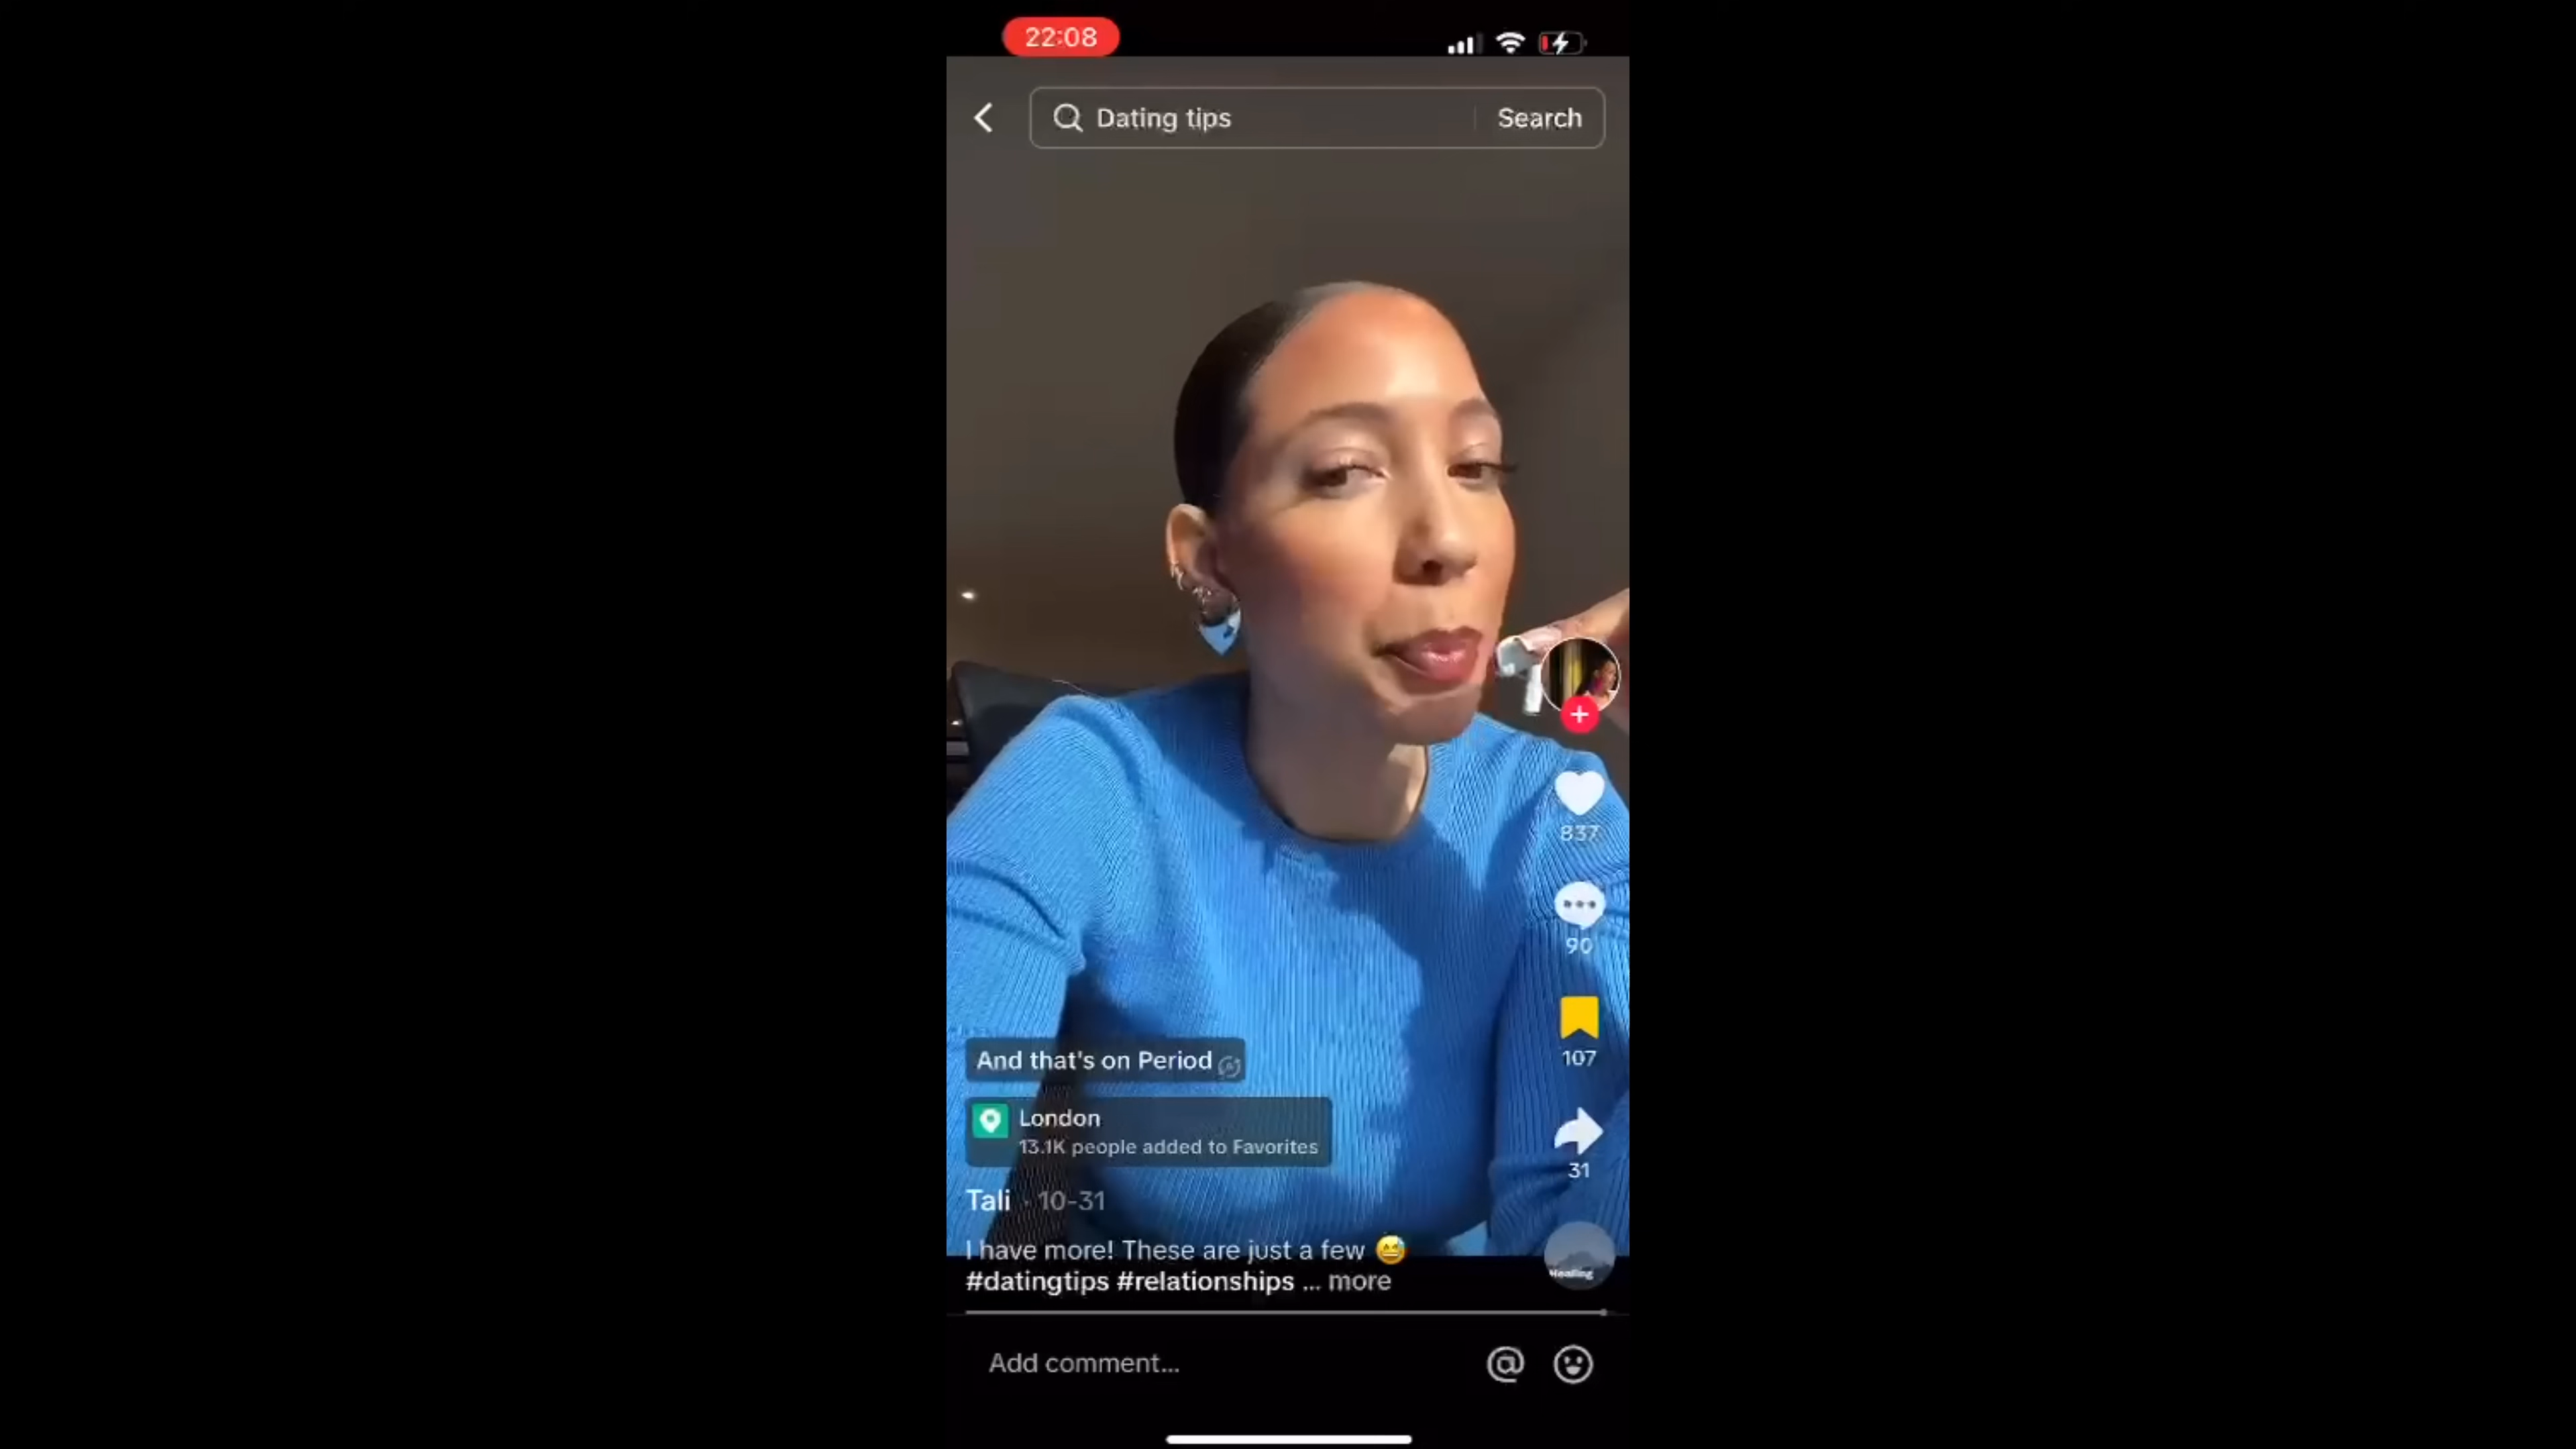 22:08
Dating tips
Search
837
90
107
31
And that's on Period
London
13.1K people added to Favorites
Tali · 10-31
I have more! These are just a few 😅
#datingtips #relationships ... more
Healing
Add comment...